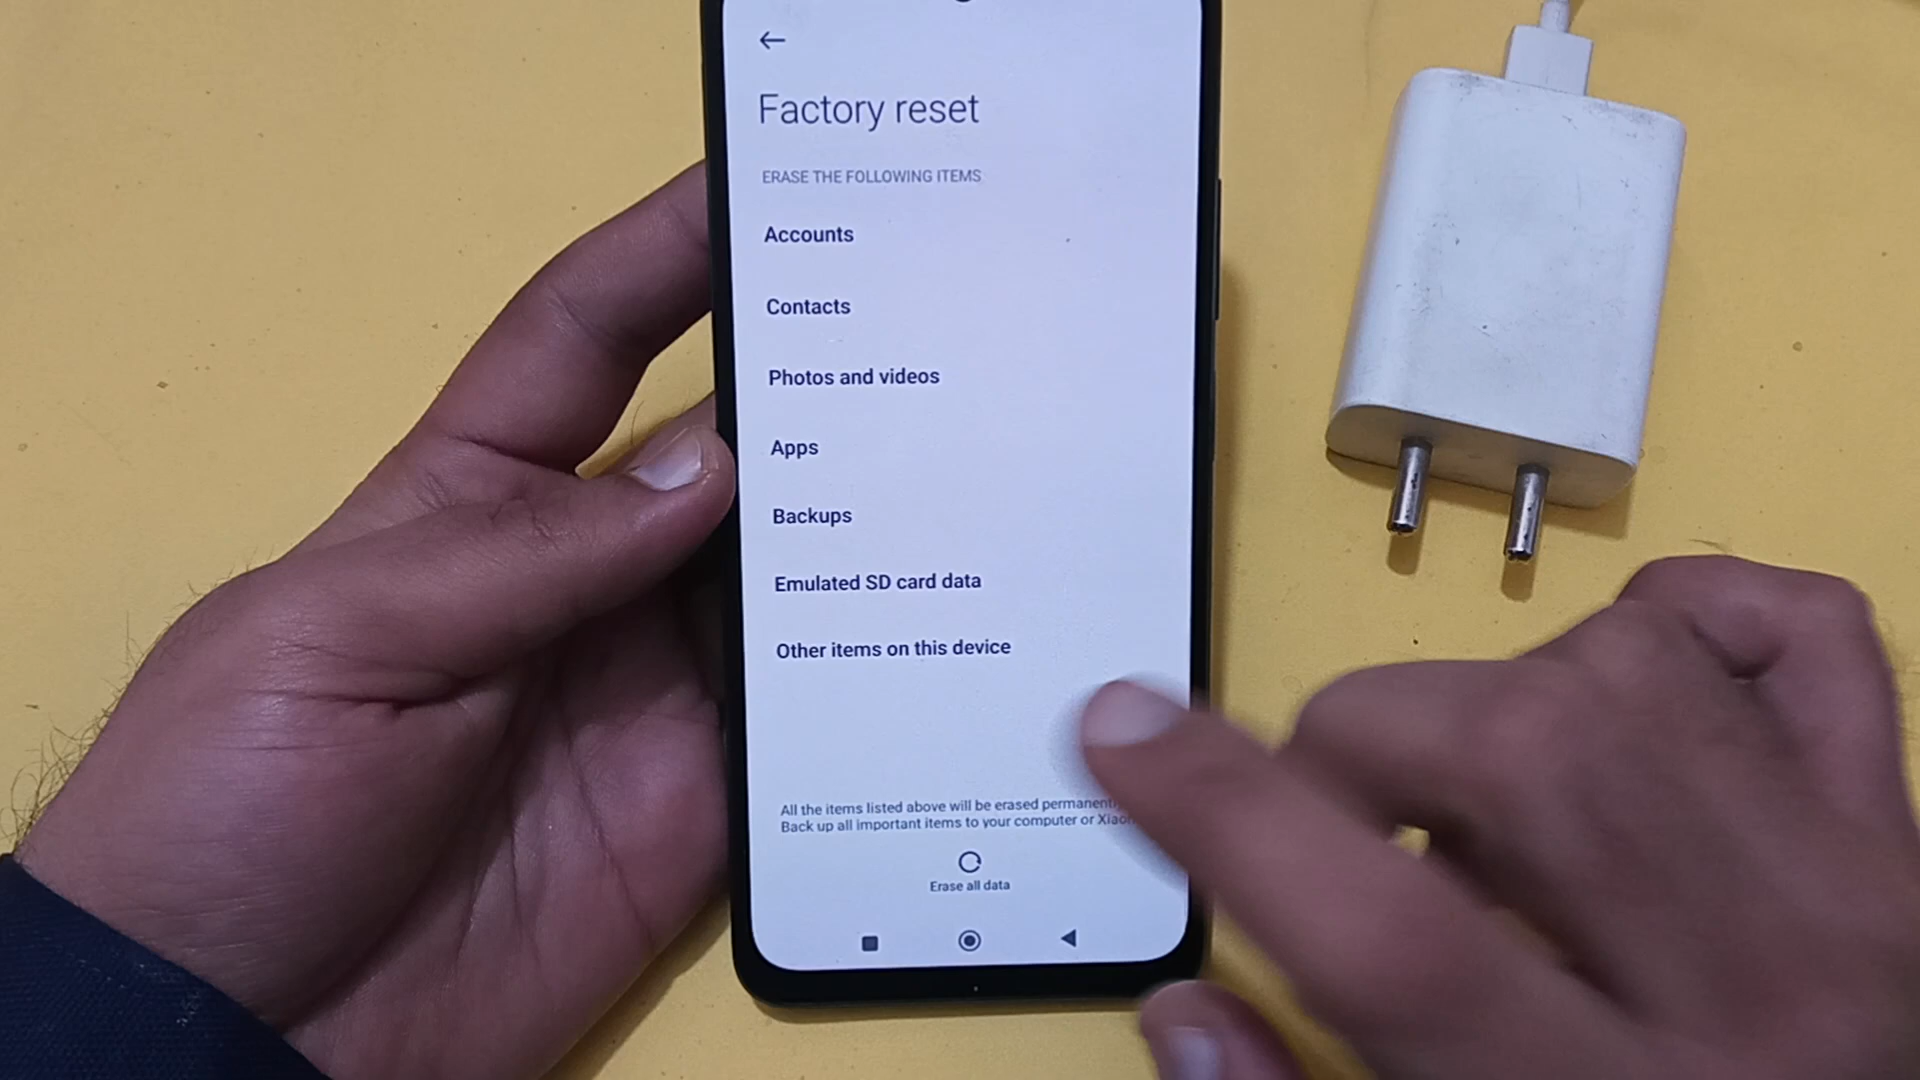 Factory reset
ERASE THE FOLLOWING ITEMS
Accounts
Contacts
Photos and videos
Apps
Backups
Emulated SD card data
Other items on this device
All the items listed above will be erased
Back up all important items to your computer or
Erase all data